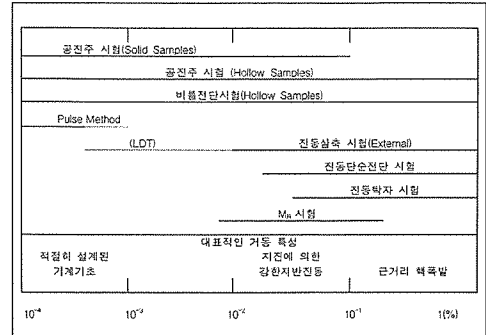 공진주 시험(Solid Samples)
공진주 시험 (Hollow Samples)
비틀전단시험(Hollow Samples)
Pulse Method
(LDT) 진동삼축 시험(External)
진동단순전단 시험
진동탁자 시험
M_R 시험
대표적인 거동 특성
적절히 설계된 지진에 의한
기계기초 강한지반진동 근거리 핵폭발
10⁻⁴ 10⁻³ 10⁻² 10⁻¹ 1(%)